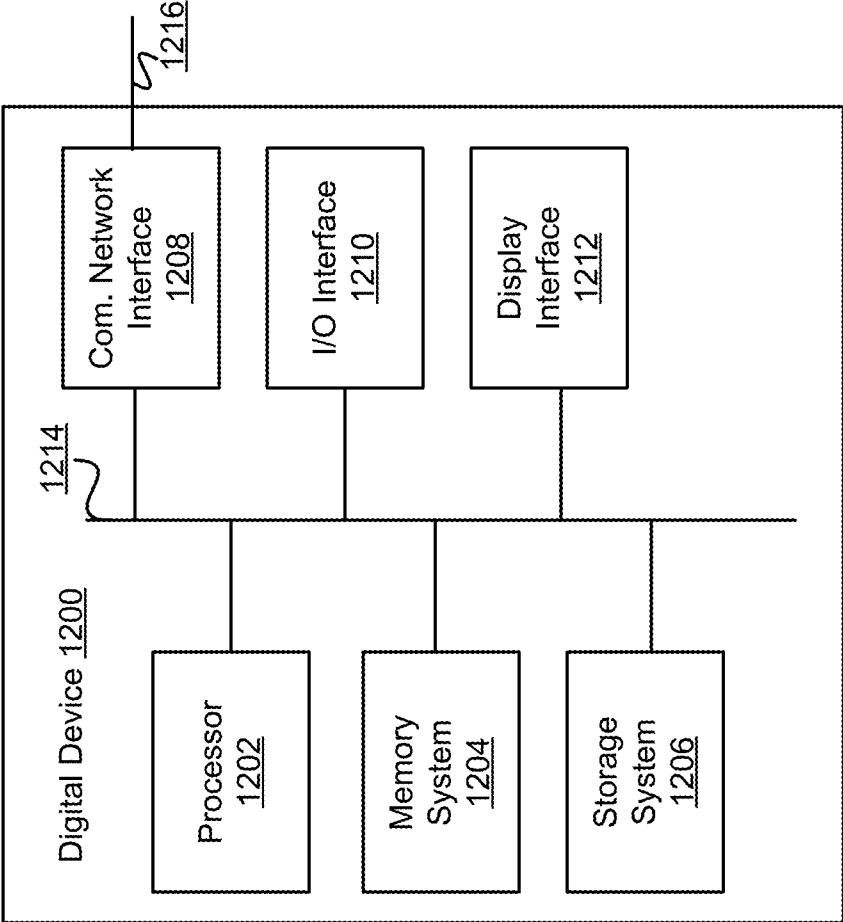 Digital Device 1200
1214
1216
Processor
1202
Memory
System
1204
Storage
System
1206
Com. Network
Interface
1208
I/O Interface
1210
Display
Interface
1212